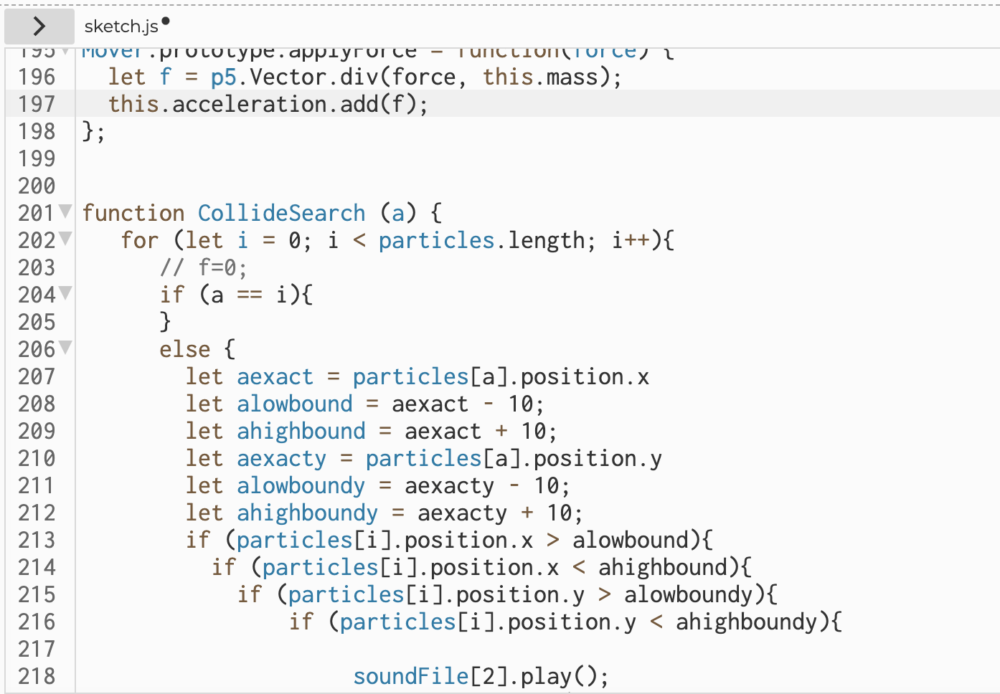 sketch.js
195 Mover.prototype.applyForce = function(force) {
196 let f = p5.Vector.div(force, this.mass);
197 this.acceleration.add(f);
198 };
199
200
201 function CollideSearch (a) {
202 for (let i = 0; i < particles.length; i++){
203 // f=0;
204 if (a == i){
205 }
206 else {
207 let aexact = particles[a].position.x
208 let alowbound = aexact - 10;
209 let ahighbound = aexact + 10;
210 let aexacty = particles[a].position.y
211 let alowboundy = aexacty - 10;
212 let ahighboundy = aexacty + 10;
213 if (particles[i].position.x > alowbound){
214 if (particles[i].position.x < ahighbound){
215 if (particles[i].position.y > alowboundy){
216 if (particles[i].position.y < ahighboundy){
217
218 soundFile[2].play();